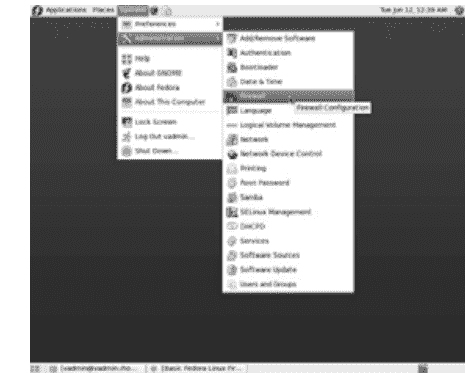 Applications Places System
Tue Jun 12, 12:39 AM
Preferences
Administration
Help
About GNOME
About Fedora
About This Computer
Lock Screen
Log Out vadmin...
Shut Down...
Add/Remove Software
Authentication
Bootloader
Date & Time
Firewall
Firewall Configuration
Language
Logical Volume Management
Network
Network Device Control
Printing
Root Password
Samba
SELinux Management
Services
Software Sources
Software Update
Users and Groups
[vadmin@vadmin.rho...
[Basic Fedora Linux Fir...